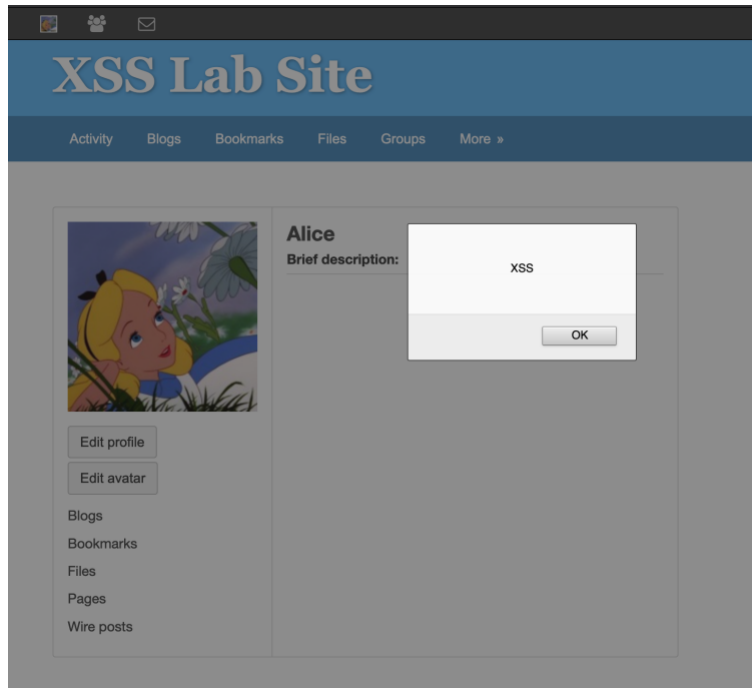 XSS Lab Site
Activity Blogs Bookmarks Files Groups More »
Alice
Brief description:
XSS
OK
Edit profile
Edit avatar
Blogs
Bookmarks
Files
Pages
Wire posts